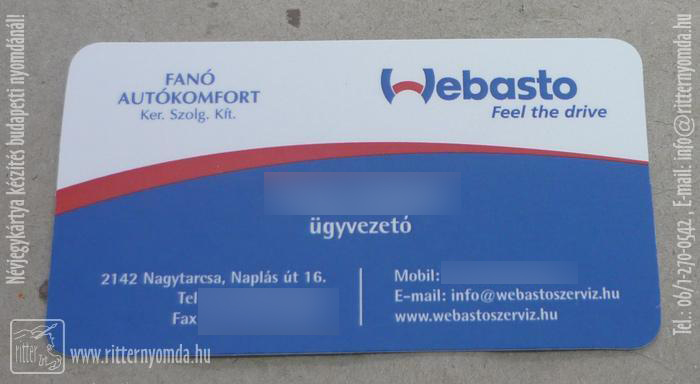 FANÓ
AUTÓKOMFORT
Ker. Szolg. Kft.
Webasto
Feel the drive
ügyvezető
2142 Nagytarcsa, Naplás út 16.
Tel
Fax
Mobil:
E-mail: info@webastoszerviz.hu
www.webastoszerviz.hu
Névjegykártya készítés budapesti nyomdánál!
Tel.: 06/1-270-0542. E-mail: info@ritternyomda.hu
ritter
www.ritternyomda.hu